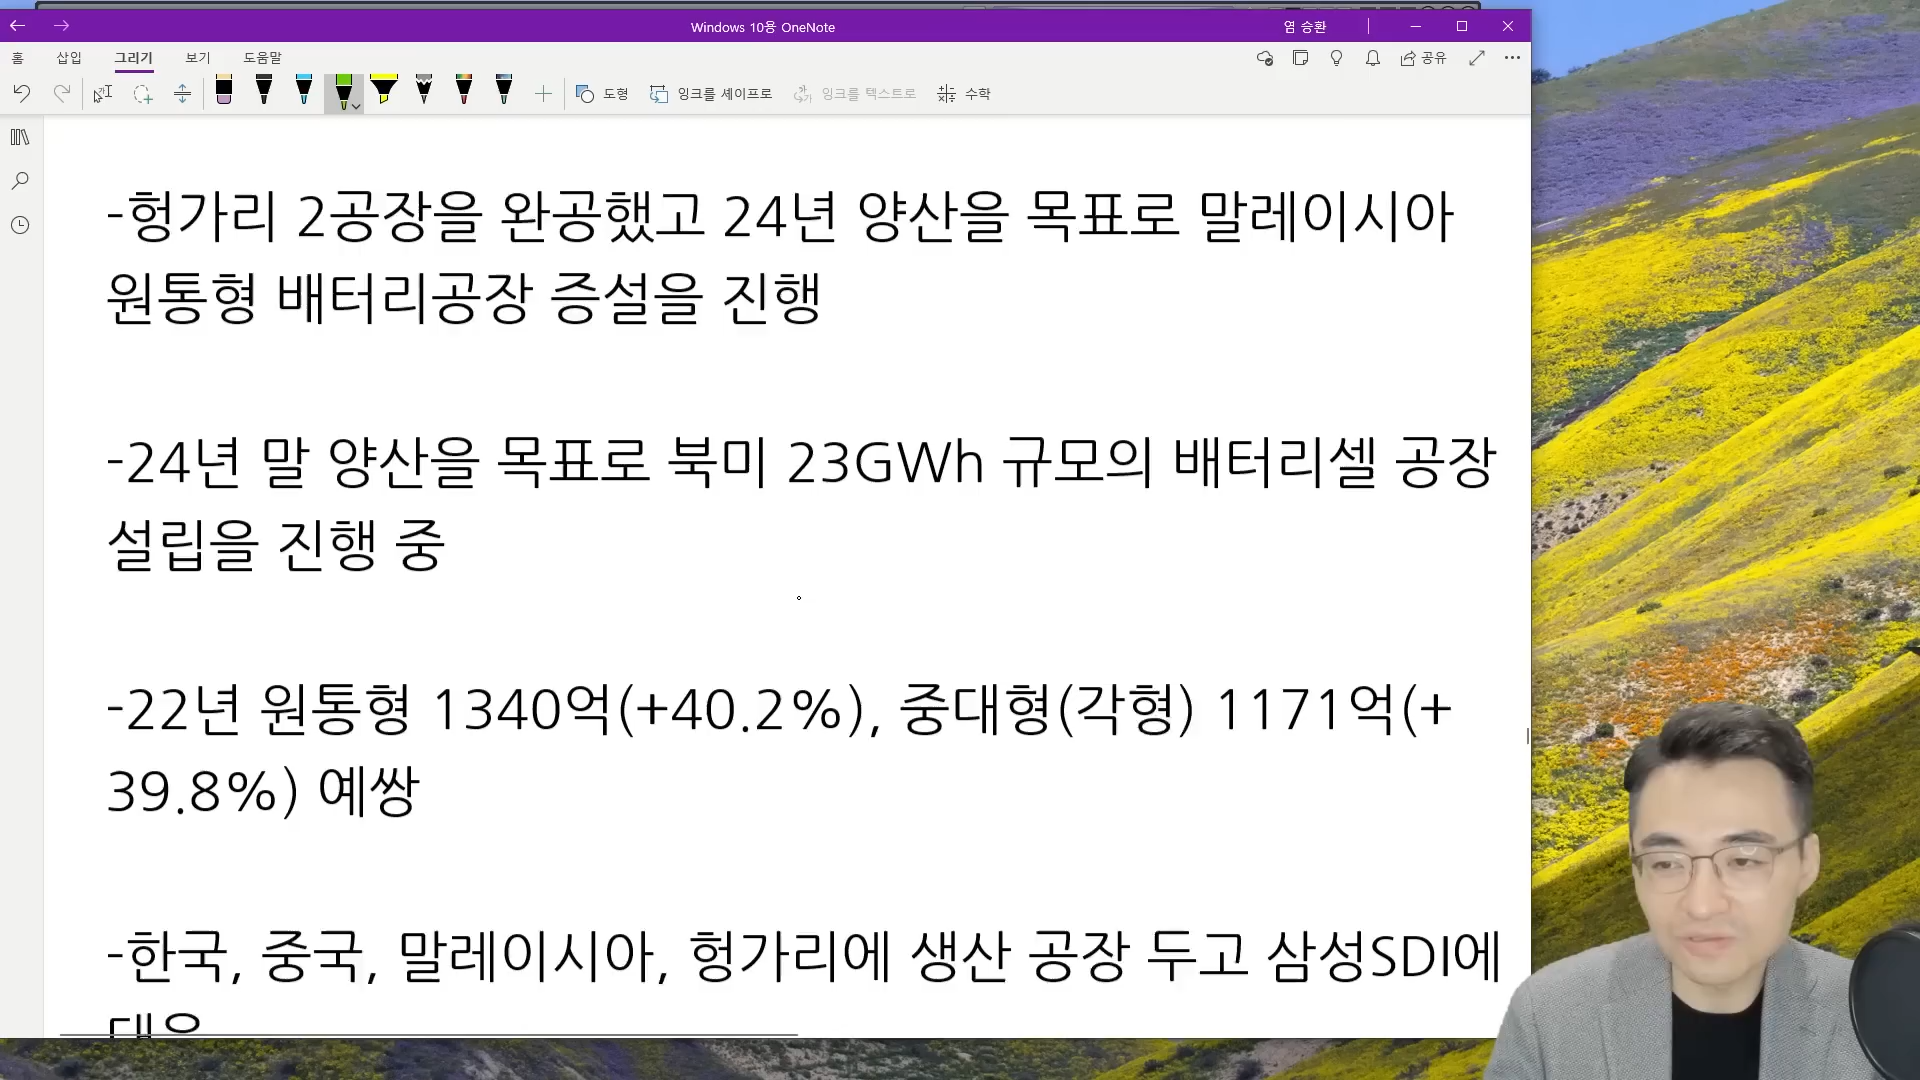 Windows 10용 OneNote
염 승환
홈 삽입 그리기 보기 도움말
공유
도형 잉크를 셰이프로 잉크를 텍스트로 수학
-헝가리 2공장을 완공했고 24년 양산을 목표로 말레이시아
원통형 배터리공장 증설을 진행
-24년 말 양산을 목표로 북미 23GWh 규모의 배터리셀 공장
설립을 진행 중
-22년 원통형 1340억(+40.2%), 중대형(각형) 1171억(+
39.8%) 예쌍
-한국, 중국, 말레이시아, 헝가리에 생산 공장 두고 삼성SDI에